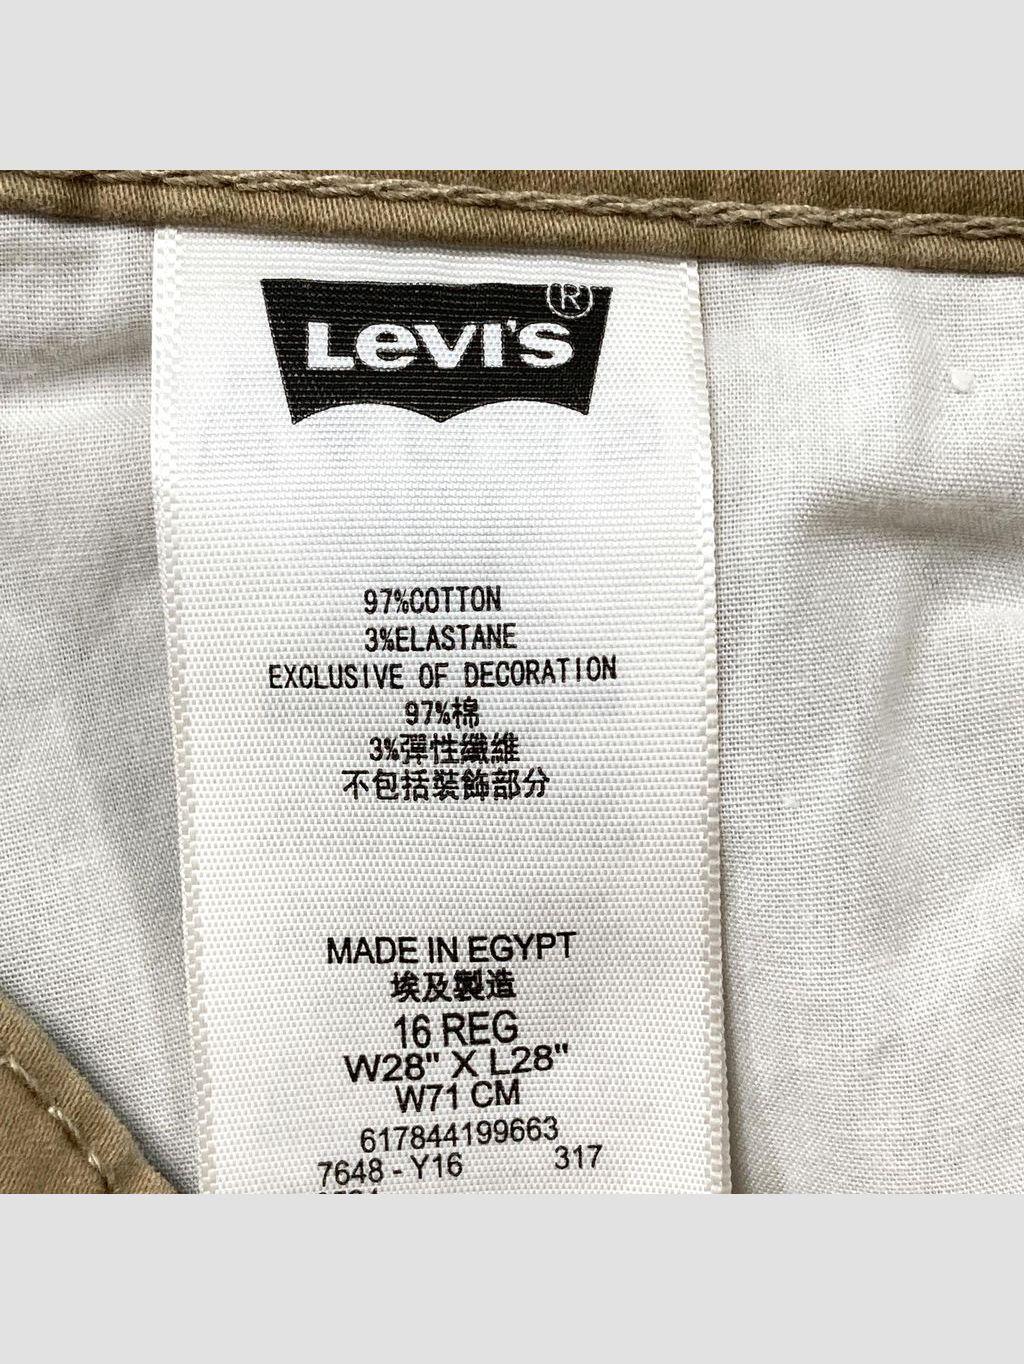 Levi's®
97%COTTON
3%ELASTANE
EXCLUSIVE OF DECORATION
97%棉
3%彈性纖維
不包括裝飾部分
MADE IN EGYPT
埃及製造
16 REG
W28" X L28"
W71 CM
617844199663
7648 - Y16 317